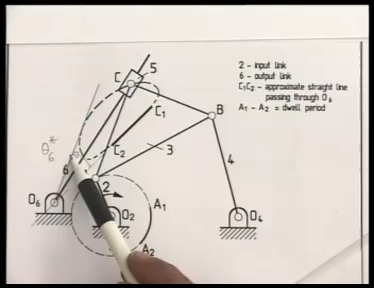 2 - input link
6 - output link
C₁C₂ - approximate straight line
passing through O₆
A₁ - A₂ = dwell period
C
5
C₁
B
θ₆*
C₂
3
6
4
2
O₆
O₂
A₁
O₄
A₂